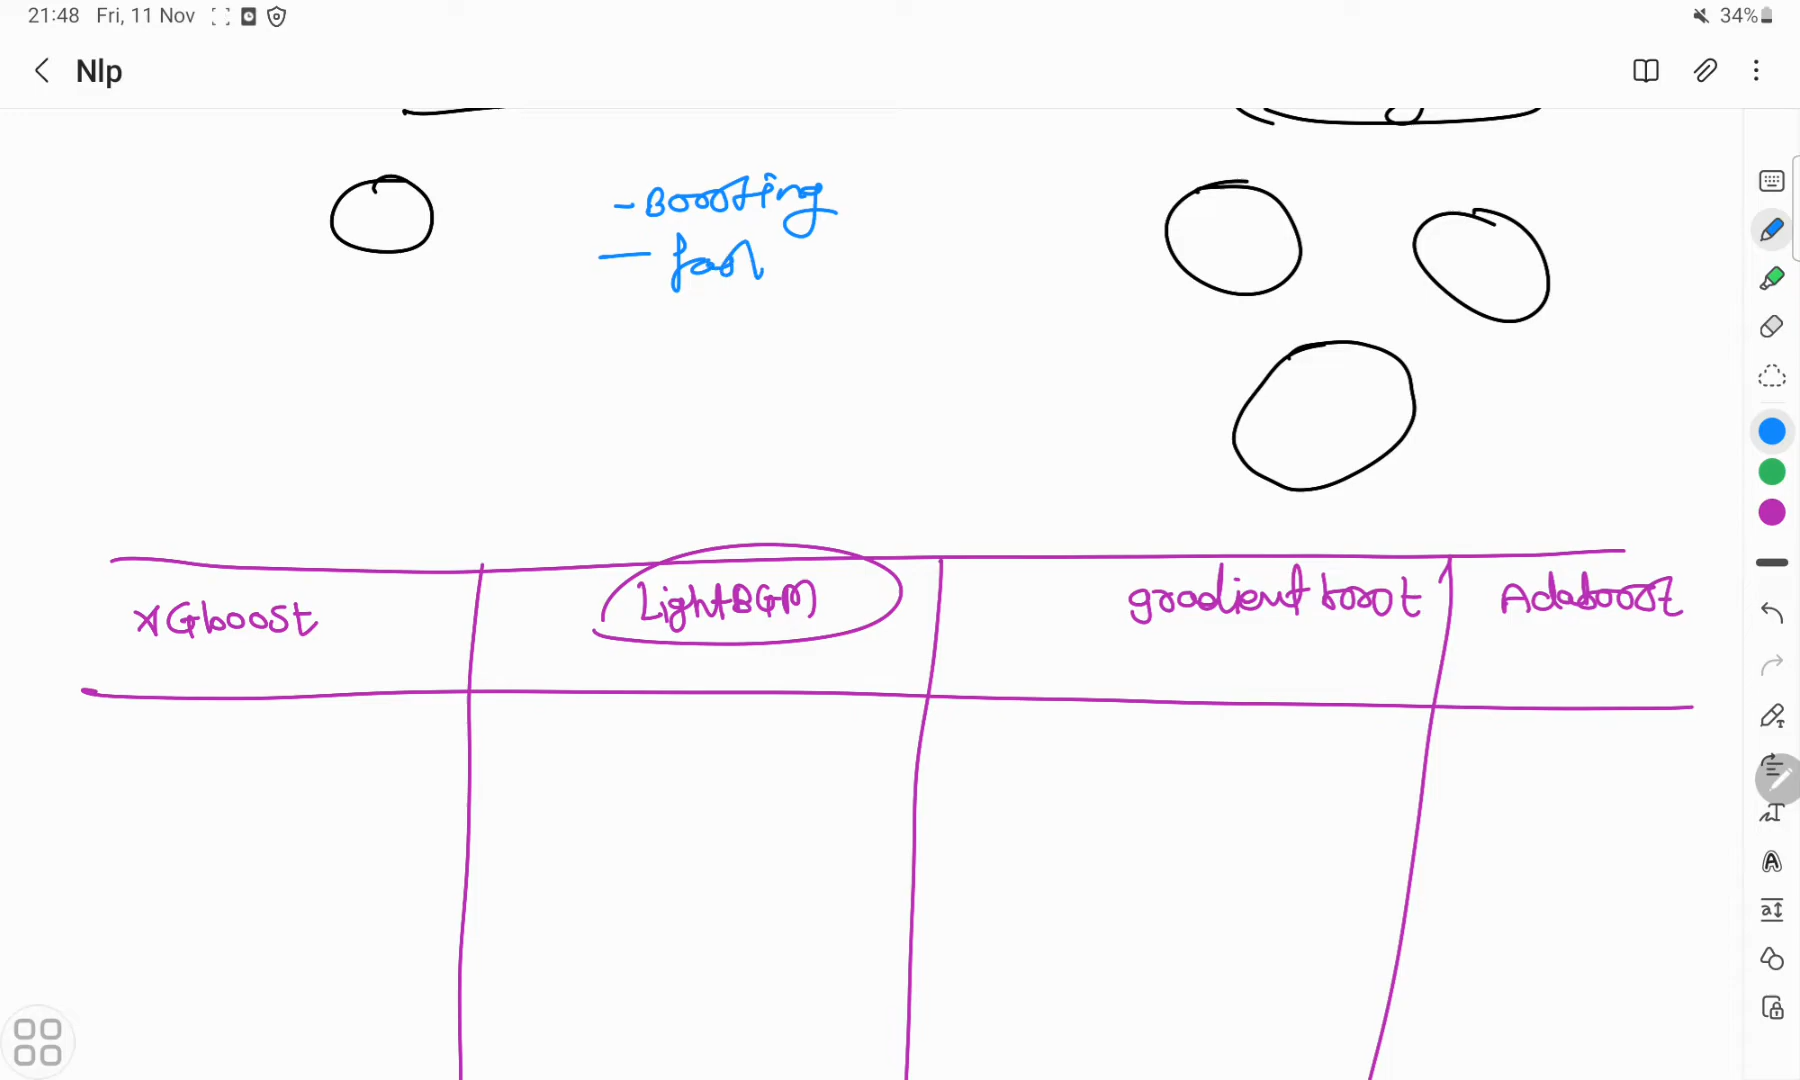 21:48 Fri, 11 Nov 34%
Nlp
- Boosting
- fast
XGboost LightBGM gradient boost Adaboost